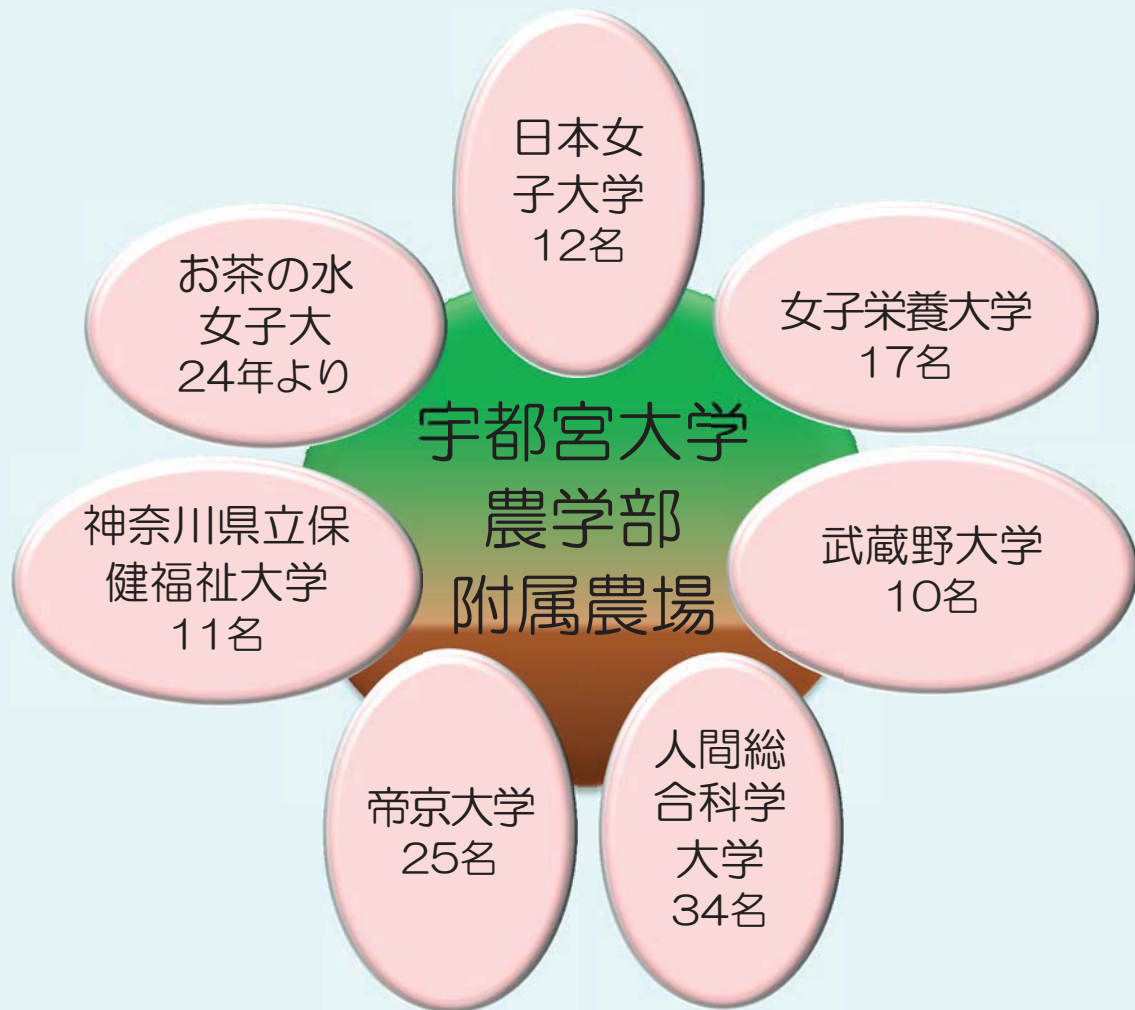 日本女
子大学
12名
お茶の水
女子大
24年より
女子栄養大学
17名
宇都宮大学
農学部
附属農場
神奈川県立保
健福祉大学
11名
武蔵野大学
10名
帝京大学
25名
人間総
合科学
大学
34名